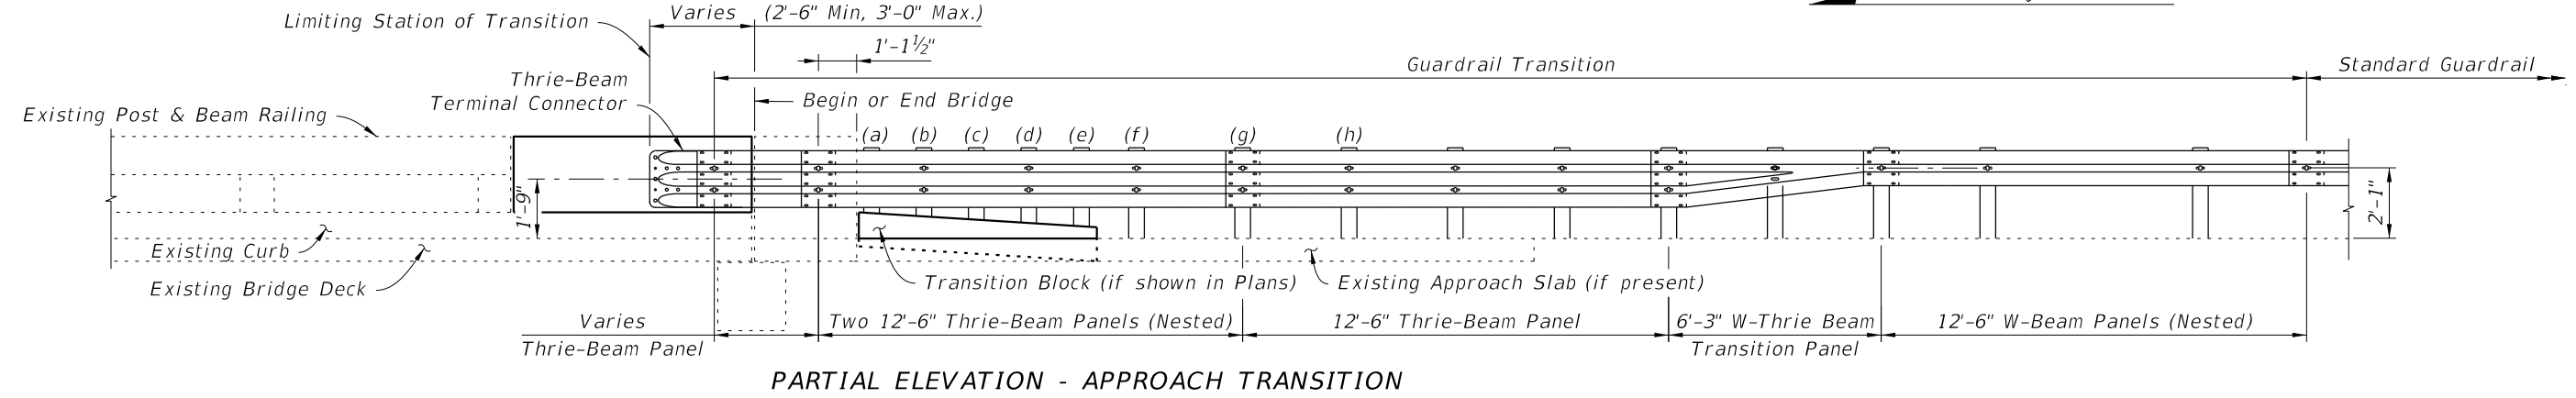 Limiting Station of Transition
Varies
(2'-6" Min, 3'-0" Max.)
1'-1½"
Guardrail Transition
Standard Guardrail
Thrie-Beam
Terminal Connector
Begin or End Bridge
Existing Post & Beam Railing
(a) (b) (c) (d) (e) (f) (g) (h)
1'-9"
2'-1"
Existing Curb
Existing Bridge Deck
Transition Block (if shown in Plans)
Existing Approach Slab (if present)
Varies
Thrie-Beam Panel
Two 12'-6" Thrie-Beam Panels (Nested)
12'-6" Thrie-Beam Panel
6'-3" W-Thrie Beam
Transition Panel
12'-6" W-Beam Panels (Nested)
PARTIAL ELEVATION - APPROACH TRANSITION